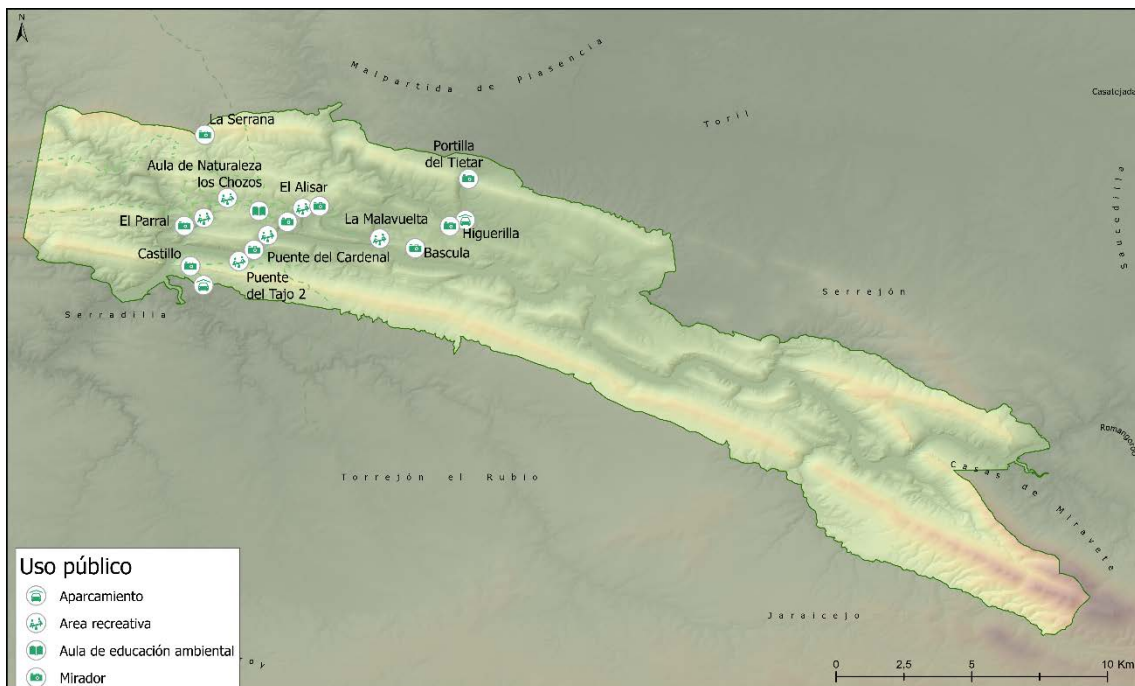 N
Malpartida de Plasencia
Casatejada
Toril
La Serrana
Portilla
del Tietar
Aula de Naturaleza
los Chozos
El Alisar
Saucedilla
El Parral
La Malavuelta
Higuerilla
Castillo
Bascula
Puente del Cardenal
Puente
del Tajo 2
Serrejón
Serradilla
Romangordo
Casas de Miravete
Torrejón el Rubio
Jaraicejo
Uso público
Aparcamiento
Area recreativa
Aula de educación ambiental
Mirador
oy
0 2,5 5 10 Km